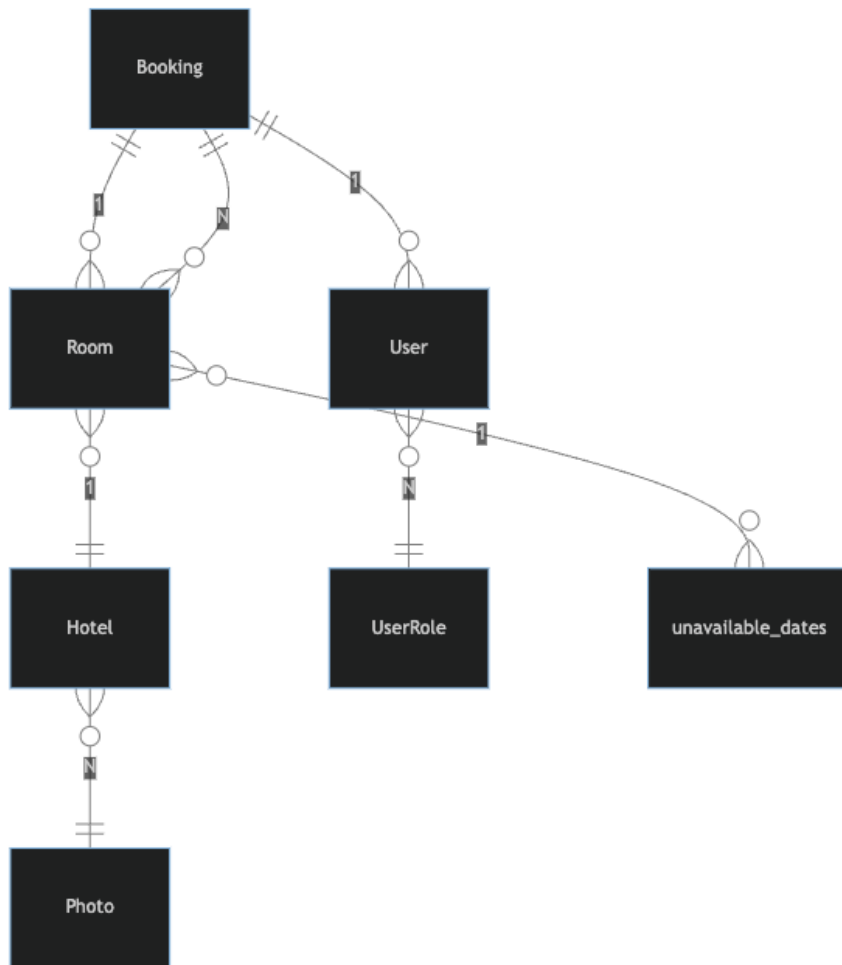 Booking
1
1
N
Room
User
1
1
N
Hotel
UserRole
unavailable_dates
N
Photo